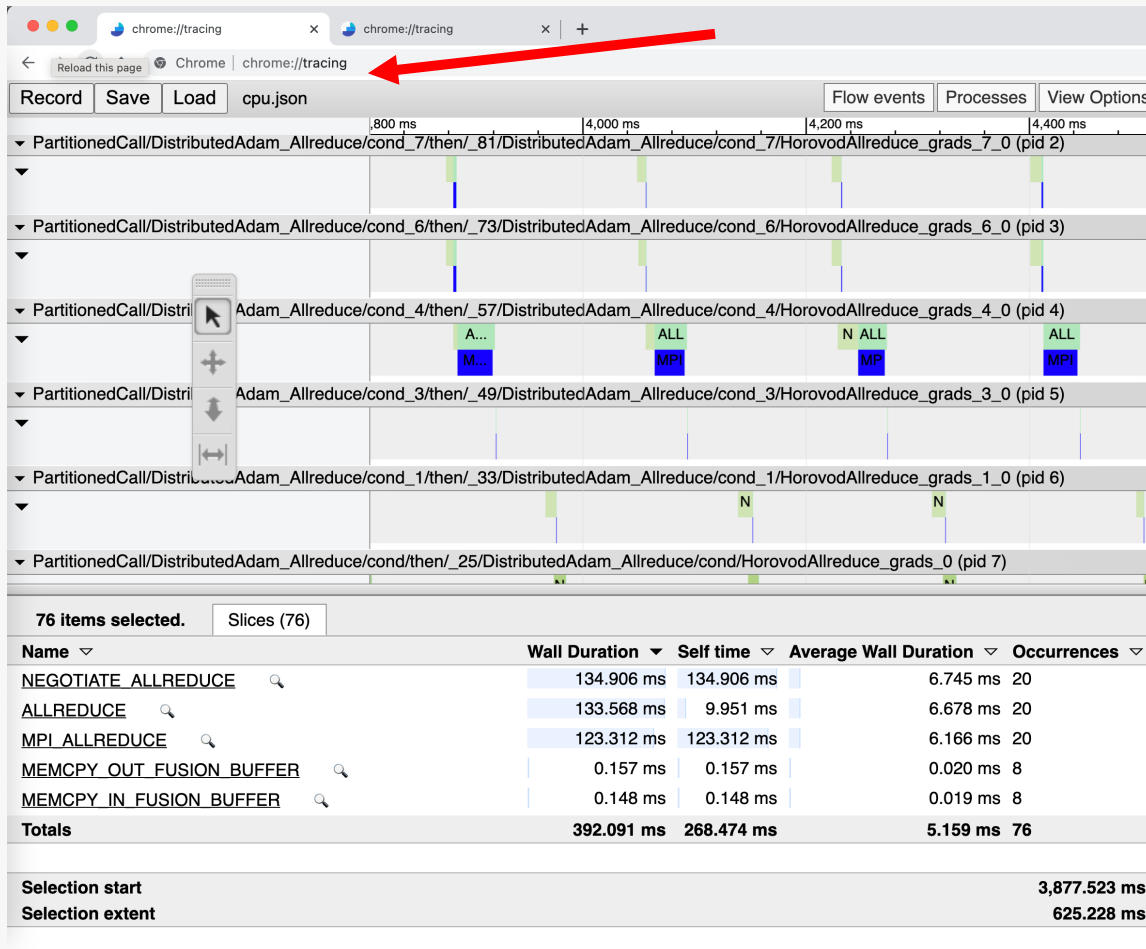 chrome://tracing × chrome://tracing × +
Reload this page Chrome | chrome://tracing
Record Save Load cpu.json Flow events Processes View Options
,800 ms 4,000 ms 4,200 ms 4,400 ms
PartitionedCall/DistributedAdam_Allreduce/cond_7/then/_81/DistributedAdam_Allreduce/cond_7/HorovodAllreduce_grads_7_0 (pid 2)
PartitionedCall/DistributedAdam_Allreduce/cond_6/then/_73/DistributedAdam_Allreduce/cond_6/HorovodAllreduce_grads_6_0 (pid 3)
PartitionedCall/Distri Adam_Allreduce/cond_4/then/_57/DistributedAdam_Allreduce/cond_4/HorovodAllreduce_grads_4_0 (pid 4)
A... ALL N ALL ALL
M... MPI MP MPI
PartitionedCall/Distri Adam_Allreduce/cond_3/then/_49/DistributedAdam_Allreduce/cond_3/HorovodAllreduce_grads_3_0 (pid 5)
PartitionedCall/DistributedAdam_Allreduce/cond_1/then/_33/DistributedAdam_Allreduce/cond_1/HorovodAllreduce_grads_1_0 (pid 6)
N N
PartitionedCall/DistributedAdam_Allreduce/cond/then/_25/DistributedAdam_Allreduce/cond/HorovodAllreduce_grads_0 (pid 7)
N N
76 items selected. Slices (76)
Name Wall Duration Self time Average Wall Duration Occurrences
NEGOTIATE_ALLREDUCE 134.906 ms 134.906 ms 6.745 ms 20
ALLREDUCE 133.568 ms 9.951 ms 6.678 ms 20
MPI_ALLREDUCE 123.312 ms 123.312 ms 6.166 ms 20
MEMCPY_OUT_FUSION_BUFFER 0.157 ms 0.157 ms 0.020 ms 8
MEMCPY_IN_FUSION_BUFFER 0.148 ms 0.148 ms 0.019 ms 8
Totals 392.091 ms 268.474 ms 5.159 ms 76
Selection start 3,877.523 ms
Selection extent 625.228 ms